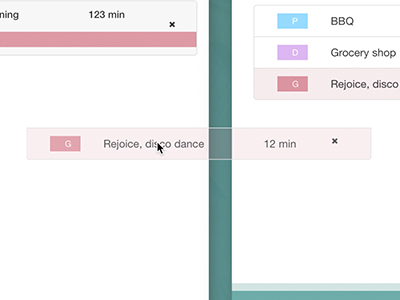 ning 123 min ×
P BBQ
D Grocery shop
G Rejoice, disco
G Rejoice, disco dance 12 min ×